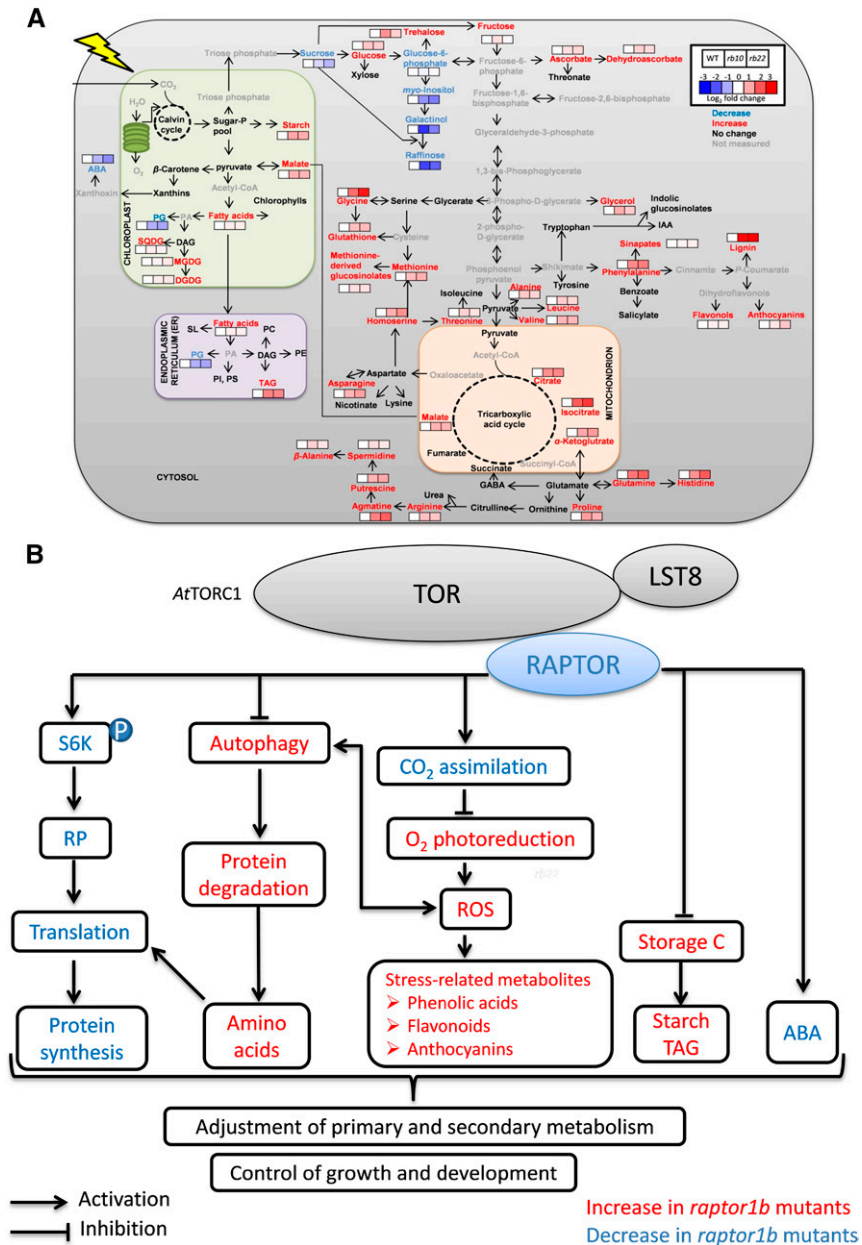 A
Triose phosphate
Sucrose
Glucose
Xylose
Trehalose
Glucose-6-
phosphate
myo-Inositol
Galactinol
Raffinose
Fructose
Fructose-6-
phosphate
Ascorbate
Dehydroascorbate
Threonate
Fructose-1,6-
bisphosphate
Fructose-2,6-bisphosphate
Glyceraldehyde-3-phosphate
1,3-bis-Phosphoglycerate
3-Phospho-D-glycerate
2-phospho-
D-glycerate
Phosphoenol
pyruvate
WT rb10 rb22
-3 -2 -1 0 1 2 3
Log2 fold change
Decrease
Increase
No change
Not measured
CO2
H2O
O2
Calvin
cycle
Triose phosphate
Sugar-P
pool
Starch
β-Carotene
pyruvate
Malate
Acetyl-CoA
Xanthins
Chlorophylls
ABA
Xanthoxin
PG
PA
Fatty acids
SQDG
DAG
MGDG
DGDG
CHLOROPLAST
ENDOPLASMIC
RETICULUM (ER)
SL
Fatty acids
PC
PG
PA
DAG
PE
PI, PS
TAG
Glycine
Serine
Glycerate
Glycerol
Glutathione
Cysteine
Methionine-
derived
glucosinolates
Methionine
Isoleucine
Homoserine
Threonine
Tryptophan
Indolic
glucosinolates
IAA
Shikimate
Tyrosine
Sinapates
Phenylalanine
Cinnamte
P-Coumarate
Lignin
Benzoate
Salicylate
Dihydroflavonols
Flavonols
Anthocyanins
Alanine
Pyruvate
Leucine
Valine
Pyruvate
Acetyl-CoA
Oxaloacetate
Aspartate
Asparagine
Nicotinate
Lysine
Citrate
Isocitrate
α-Ketoglutrate
Malate
Tricarboxylic
acid cycle
Fumarate
Succinate
Succinyl-CoA
MITOCHONDRION
GABA
Glutamate
Glutamine
Histidine
Proline
Ornithine
Citrulline
Urea
Arginine
Agmatine
Putrescine
Spermidine
β-Alanine
CYTOSOL
B
AtTORC1
TOR
LST8
RAPTOR
S6K
P
Autophagy
CO2 assimilation
RP
Protein
degradation
O2 photoreduction
rb22
ROS
Translation
Storage C
Stress-related metabolites
➢ Phenolic acids
➢ Flavonoids
➢ Anthocyanins
Protein
synthesis
Amino
acids
Starch
TAG
ABA
Adjustment of primary and secondary metabolism
Control of growth and development
Activation
Inhibition
Increase in raptor1b mutants
Decrease in raptor1b mutants